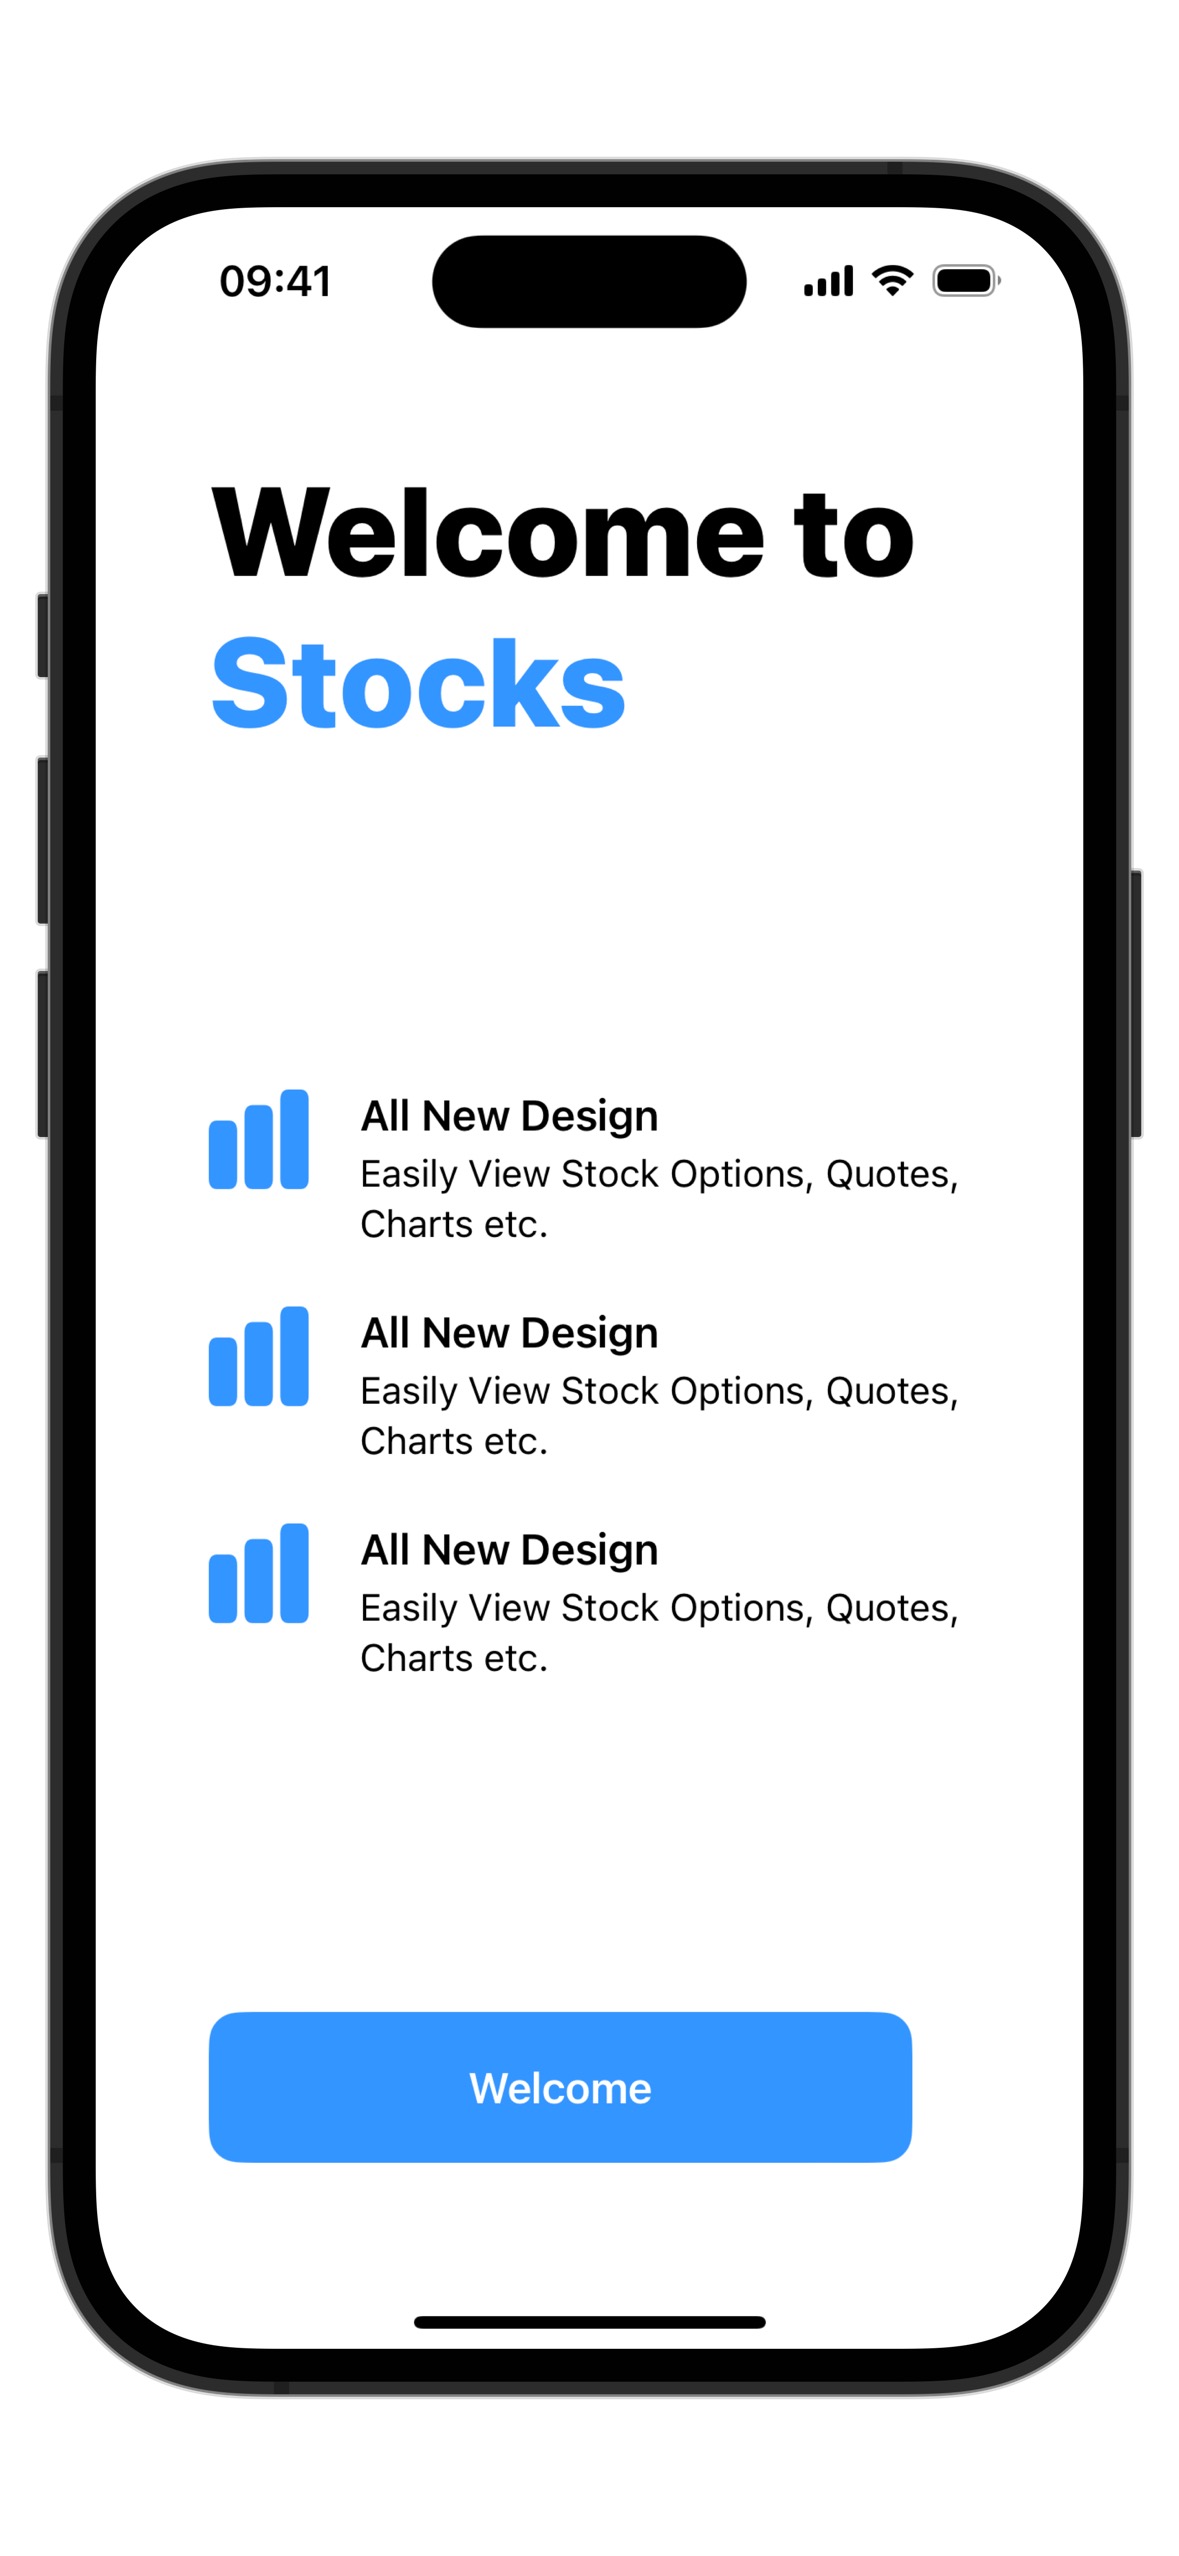 09:41
Welcome to
Stocks
All New Design
Easily View Stock Options, Quotes,
Charts etc.
All New Design
Easily View Stock Options, Quotes,
Charts etc.
All New Design
Easily View Stock Options, Quotes,
Charts etc.
Welcome